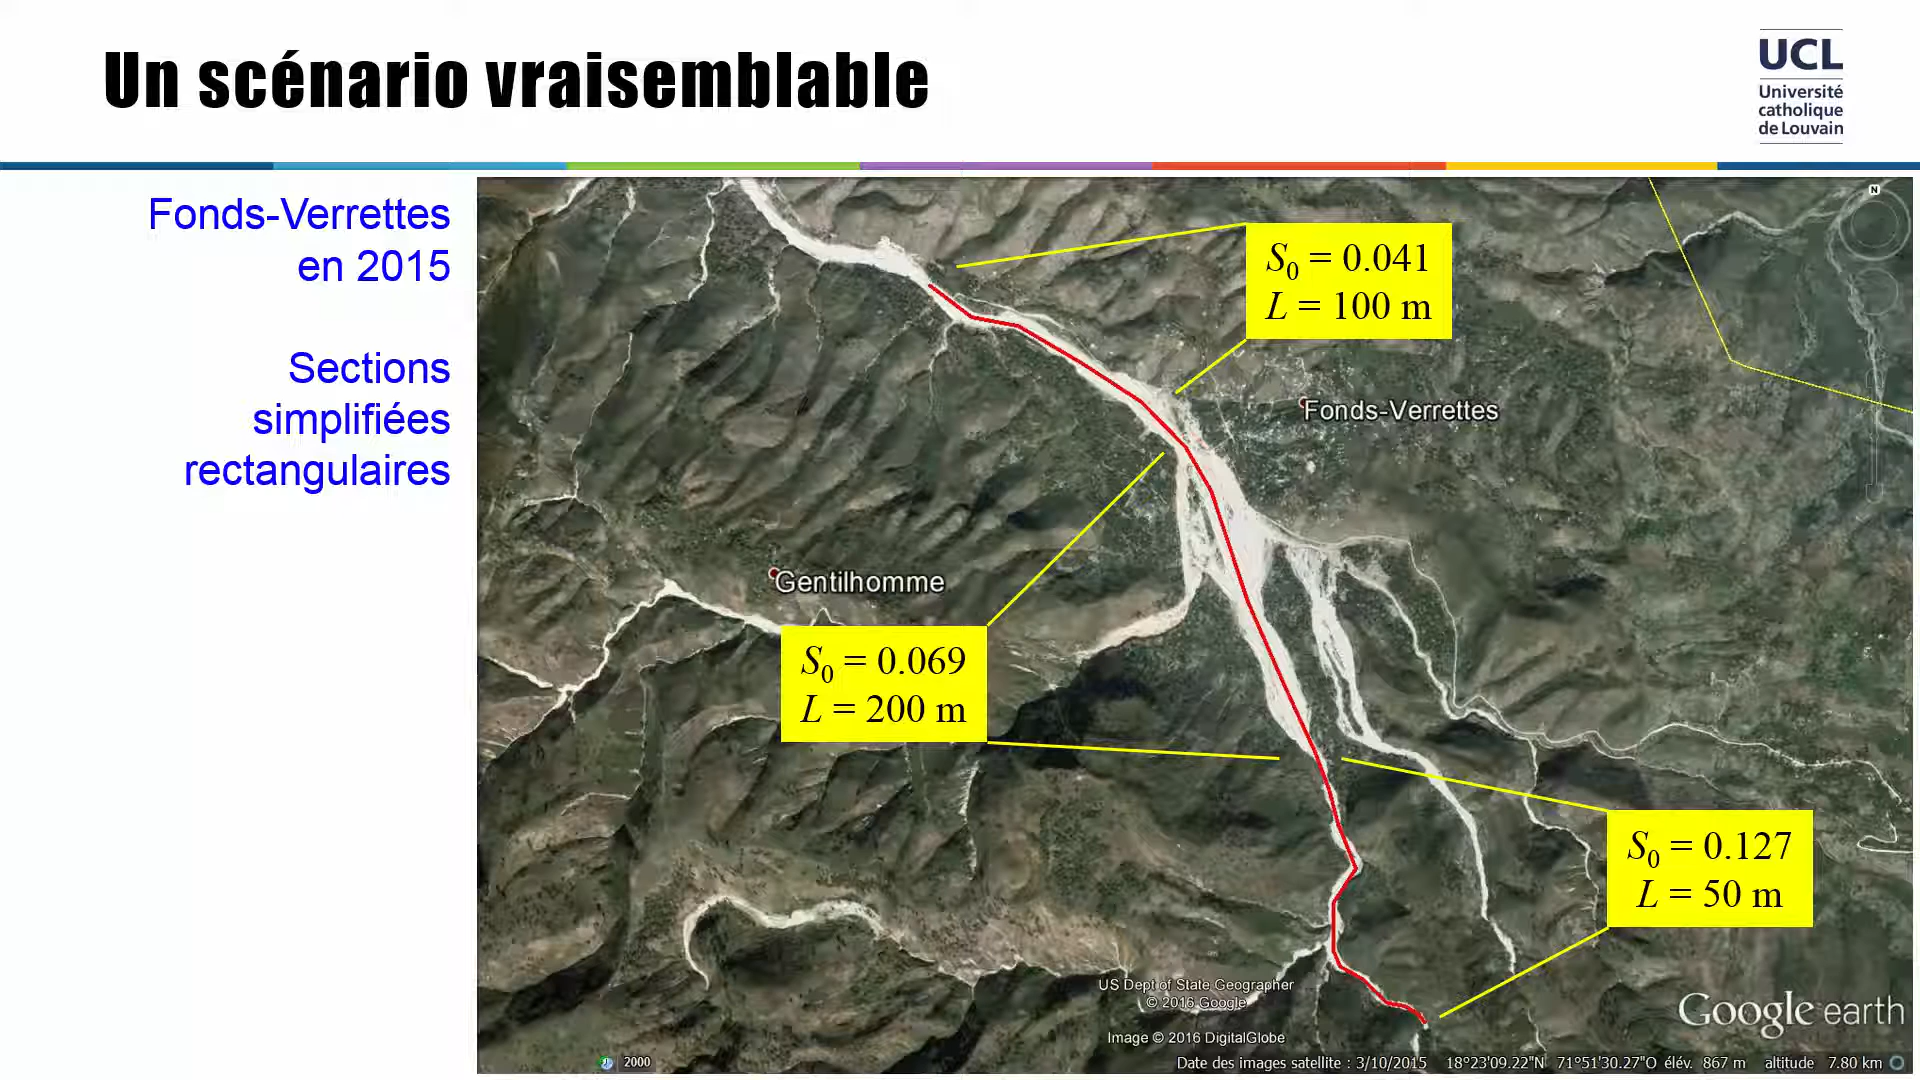 Un scénario vraisemblable
UCL
Université
catholique
de Louvain
Fonds-Verrettes
en 2015
Sections
simplifiées
rectangulaires
N
S0 = 0.041
L = 100 m
Fonds-Verrettes
Gentilhomme
S0 = 0.069
L = 200 m
S0 = 0.127
L = 50 m
US Dept of State Geographer
© 2016 Google
Image © 2016 DigitalGlobe
Google earth
2000
Date des images satellite : 3/10/2015 18°23'09.22"N 71°51'30.27"O élév. 867 m altitude 7.80 km